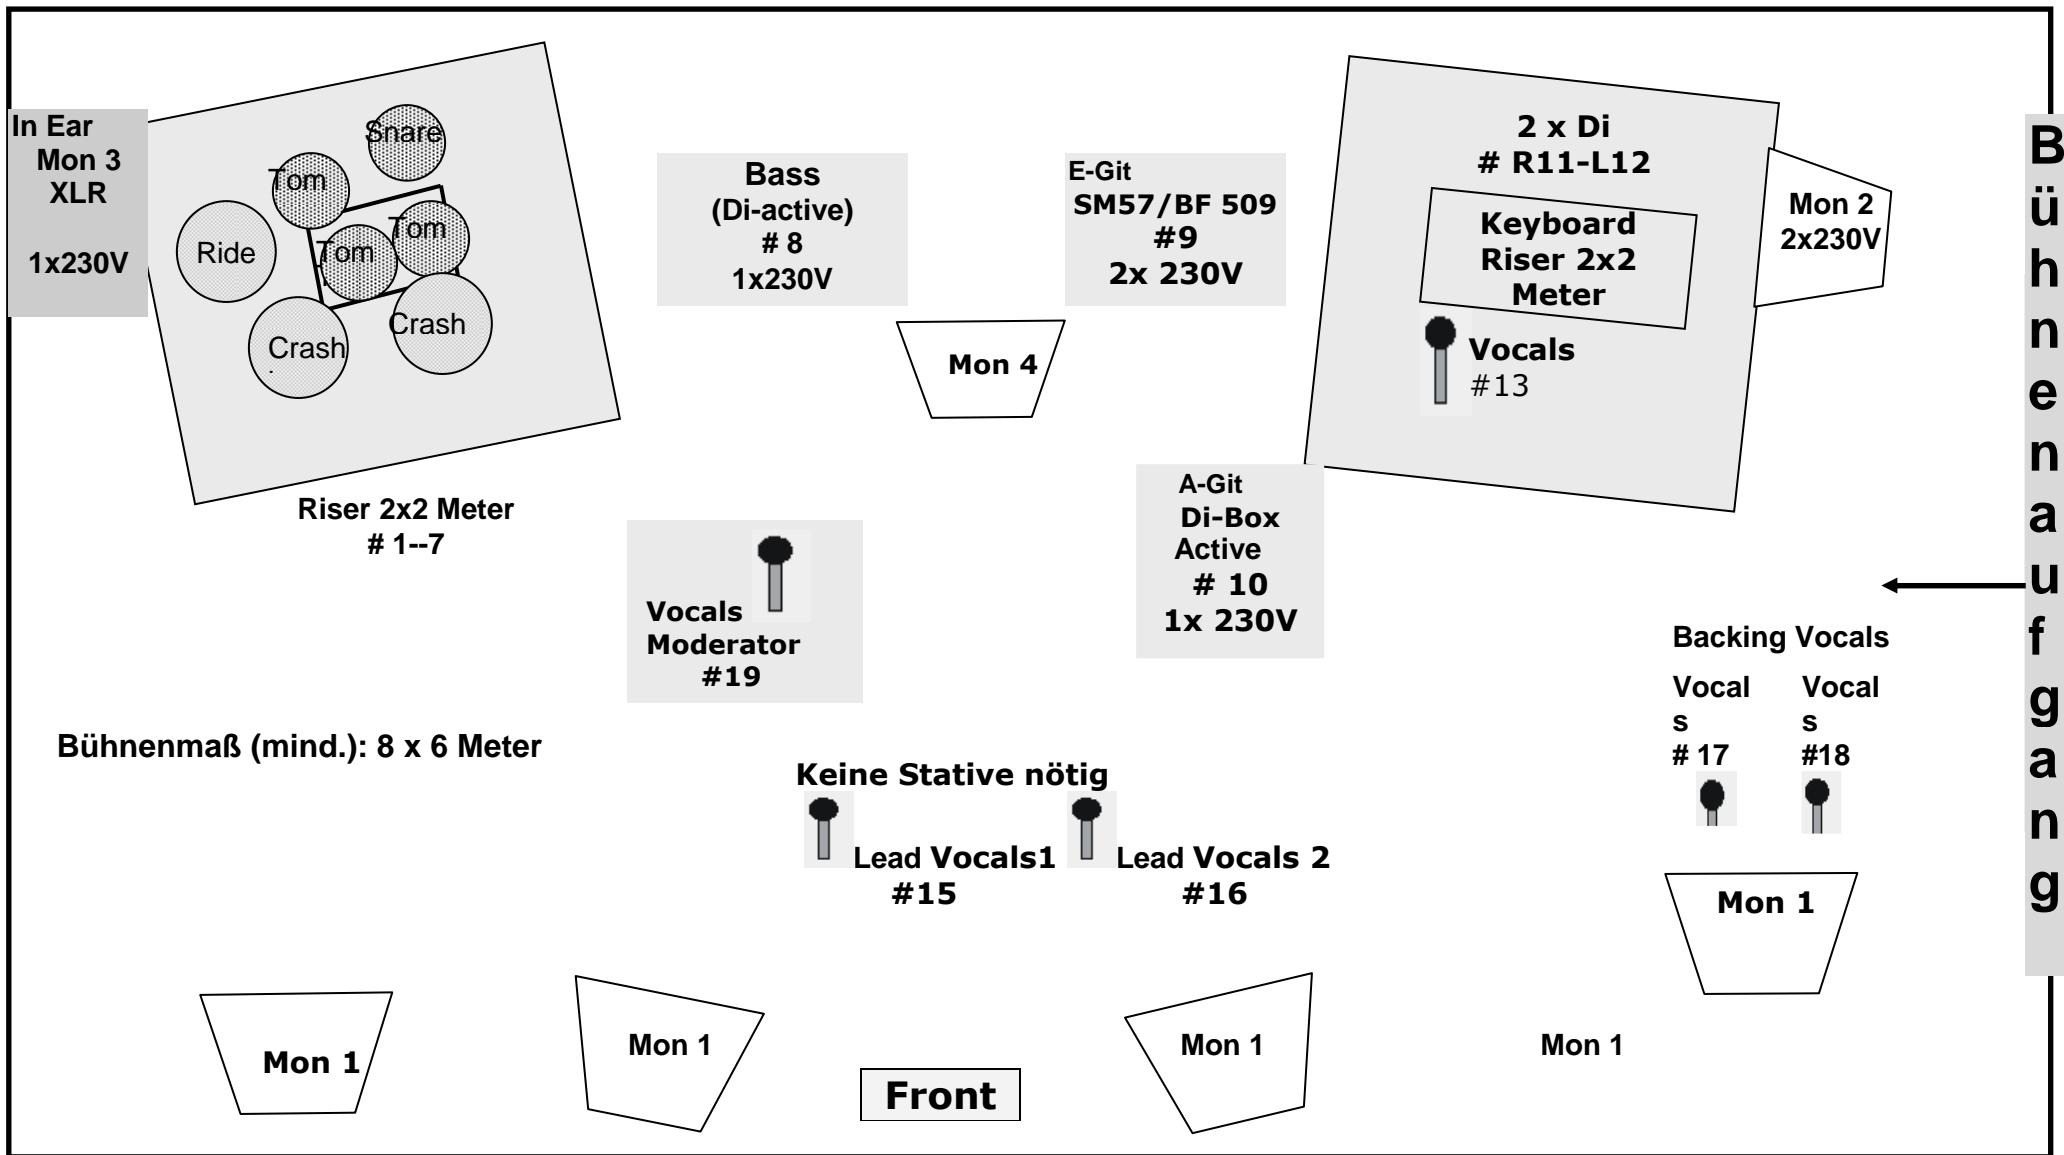 In Ear
Mon 3
XLR
1x230V
Snare
Tom
Tom
Tom
Ride
Crash
Crash
Riser 2x2 Meter
# 1--7
Bass
(Di-active)
# 8
1x230V
E-Git
SM57/BF 509
#9
2x 230V
Mon 4
2 x Di
# R11-L12
Keyboard
Riser 2x2
Meter
Vocals
#13
Mon 2
2x230V
Bühnenaufgang
A-Git
Di-Box
Active
# 10
1x 230V
Vocals
Moderator
#19
Backing Vocals
Vocal
s
# 17
Vocal
s
#18
Bühnenmaß (mind.): 8 x 6 Meter
Keine Stative nötig
Lead Vocals1
#15
Lead Vocals 2
#16
Mon 1
Mon 1
Mon 1
Mon 1
Mon 1
Front